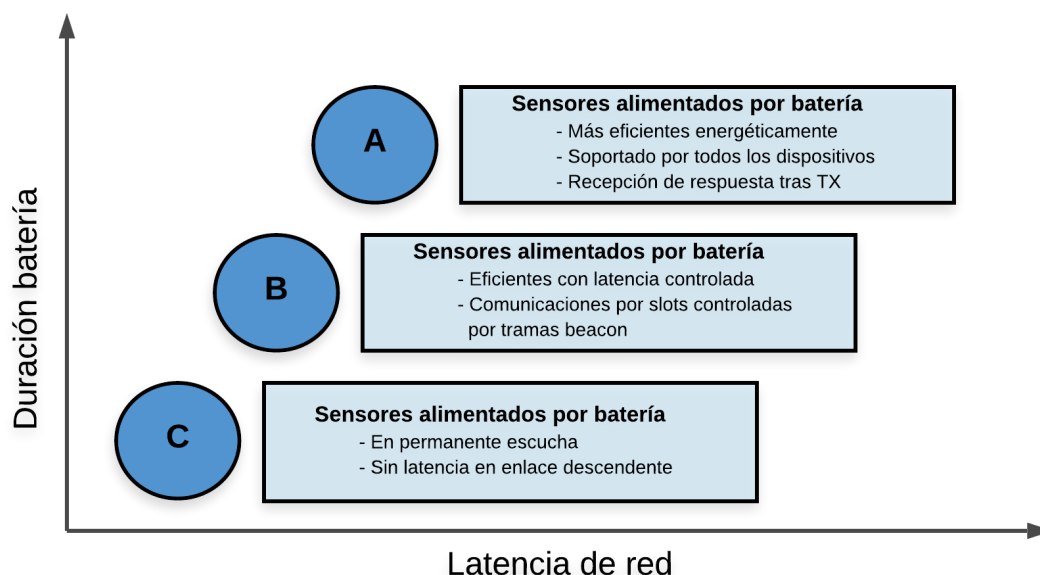 Duración batería
A
Sensores alimentados por batería
- Más eficientes energéticamente
- Soportado por todos los dispositivos
- Recepción de respuesta tras TX
B
Sensores alimentados por batería
- Eficientes con latencia controlada
- Comunicaciones por slots controladas
por tramas beacon
C
Sensores alimentados por batería
- En permanente escucha
- Sin latencia en enlace descendente
Latencia de red